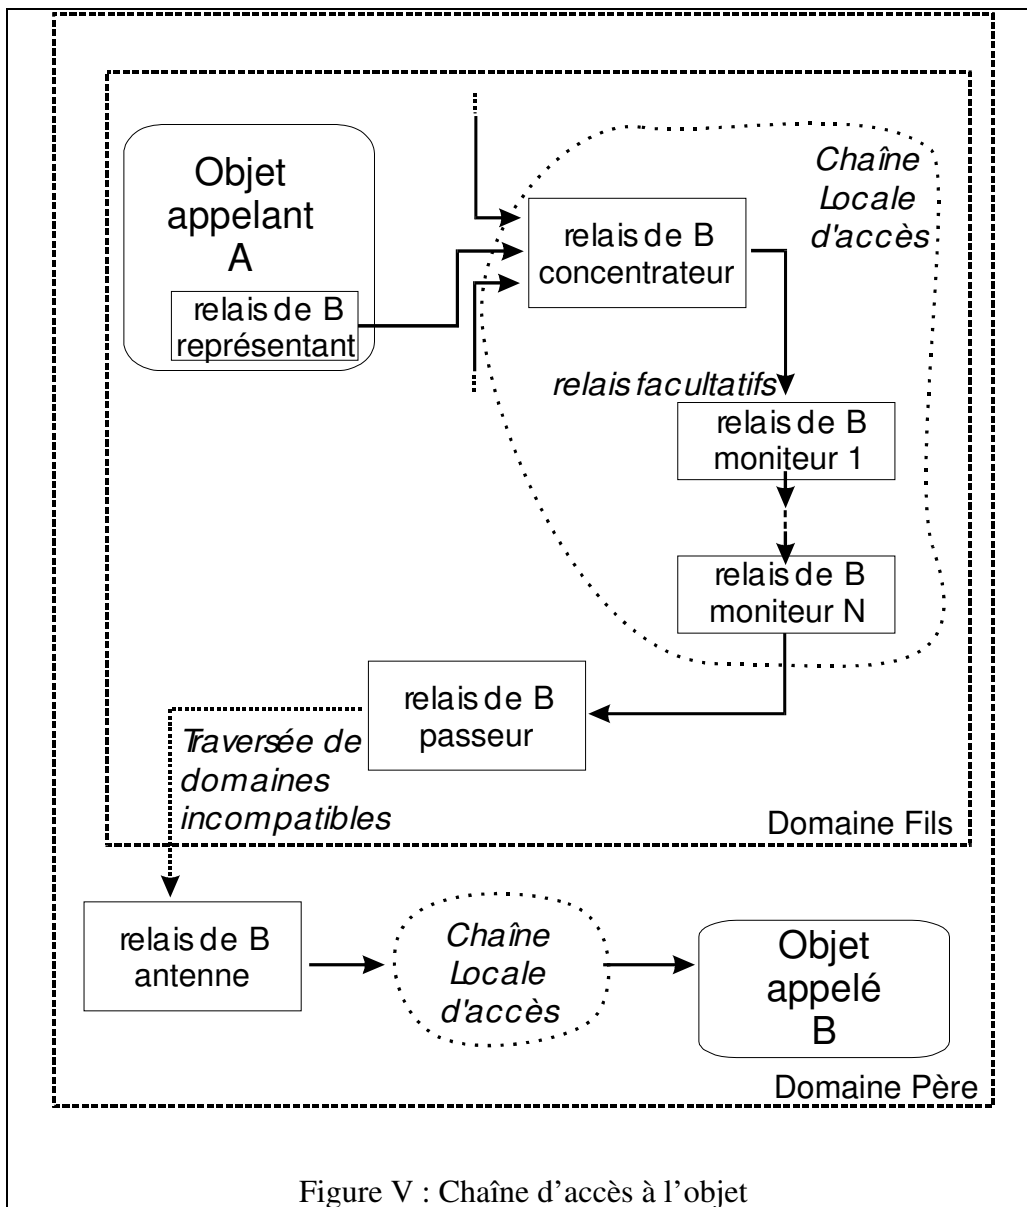 Objet
appelant
A
relais de B
représentant
relais de B
concentrateur
Chaîne
Locale
d'accès
relais facultatifs
relais de B
moniteur 1
relais de B
moniteur N
relais de B
passeur
Traversée de
domaines
incompatibles
Domaine Fils
relais de B
antenne
Chaîne
Locale
d'accès
Objet
appelé
B
Domaine Père
Figure V : Chaîne d’accès à l’objet